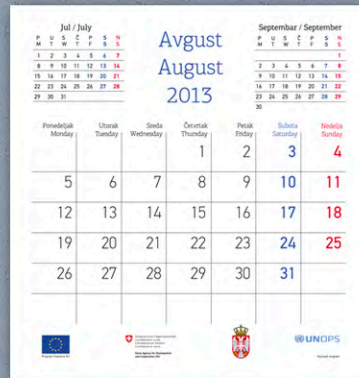 Jul / July
P U S Č P S N
M T W T F S S
1 2 3 4 5 6 7
8 9 10 11 12 13 14
15 16 17 18 19 20 21
22 23 24 25 26 27 28
29 30 31
Avgust
August
2013
Septembar / September
P U S Č P S N
M T W T F S S
1
2 3 4 5 6 7 8
9 10 11 12 13 14 15
16 17 18 19 20 21 22
23 24 25 26 27 28 29
30
Ponedeljak Utorak Sreda Četvrtak Petak Subota Nedelja
Monday Tuesday Wednesday Thursday Friday Saturday Sunday
1 2 3 4
5 6 7 8 9 10 11
12 13 14 15 16 17 18
19 20 21 22 23 24 25
26 27 28 29 30 31
UNOPS